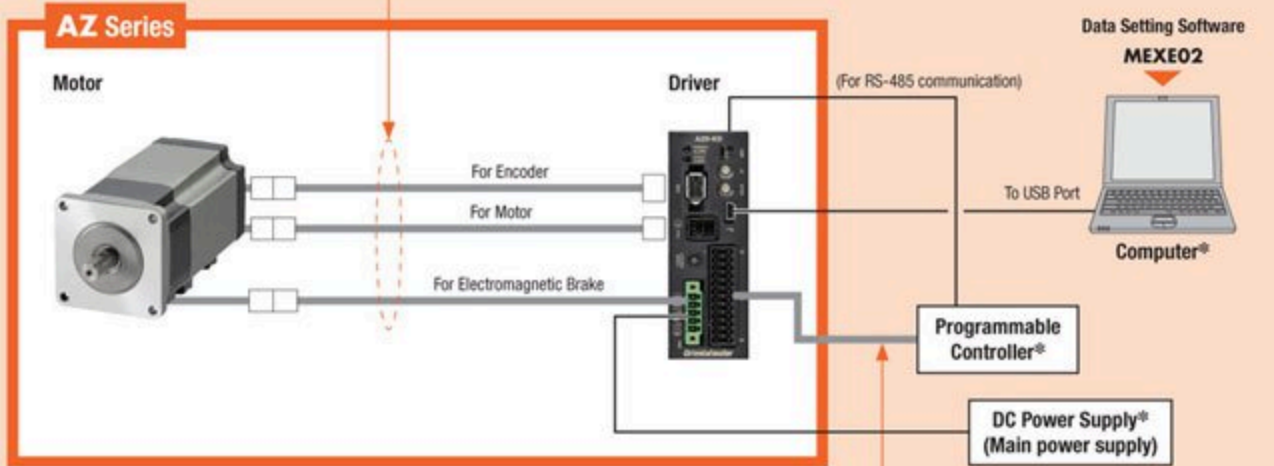 AZ Series
Data Setting Software
MEXE02
Motor
Driver
(For RS-485 communication)
For Encoder
To USB Port
For Motor
Computer*
For Electromagnetic Brake
Programmable
Controller*
DC Power Supply*
(Main power supply)